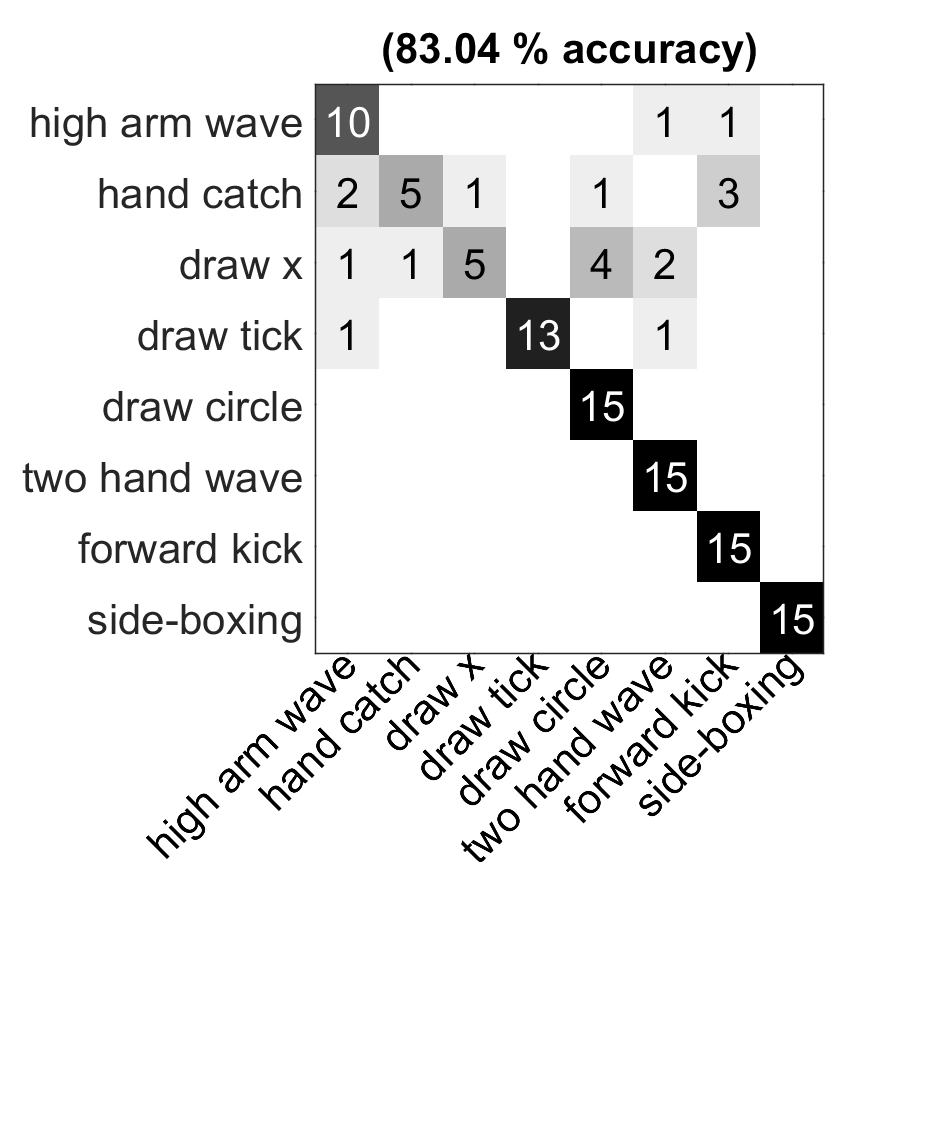 (83.04 % accuracy)
high arm wave 10 1 1
hand catch 2 5 1 1 3
draw x 1 1 5 4 2
draw tick 1 13 1
draw circle 15
two hand wave 15
forward kick 15
side-boxing 15
high arm wave
hand catch
draw x
draw tick
draw circle
two hand wave
forward kick
side-boxing